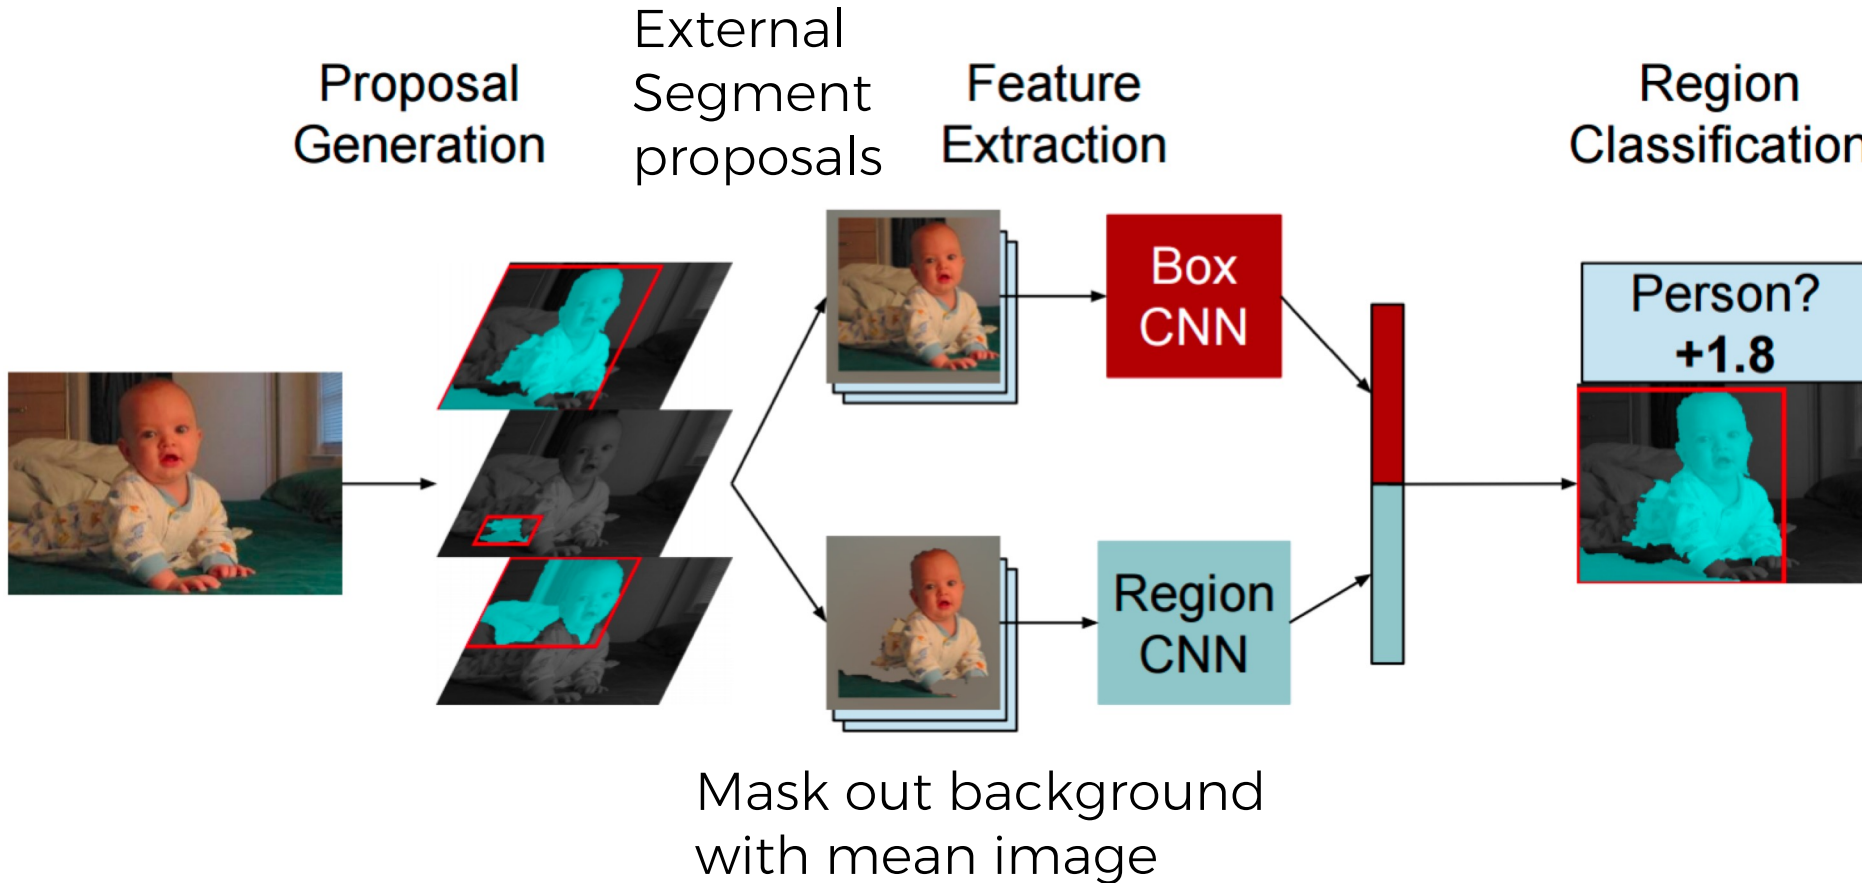 Proposal
Generation
External
Segment
proposals
Feature
Extraction
Region
Classification
Box
CNN
Region
CNN
Person?
+1.8
Mask out background
with mean image